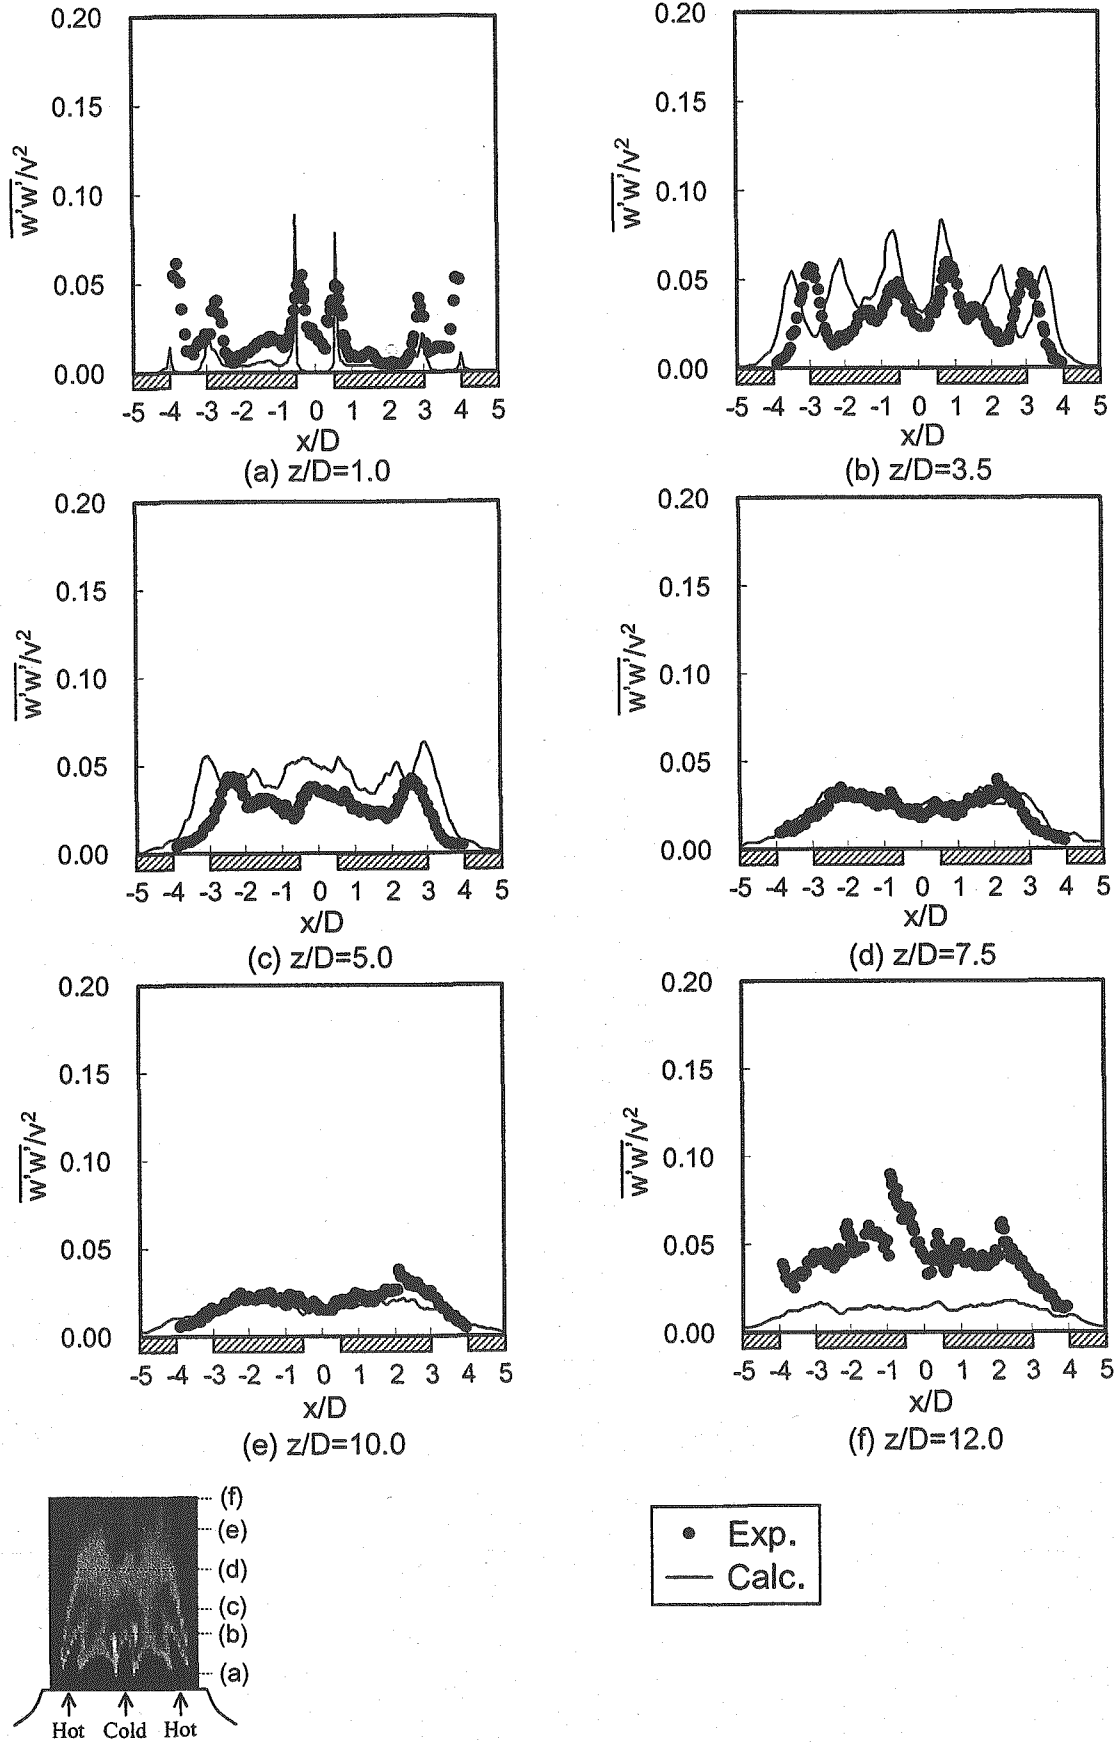 0.20 0.20
0.15 0.15
w'w'/v² w'w'/v²
0.10 0.10
0.05 0.05
0.00 0.00
-5 -4 -3 -2 -1 0 1 2 3 4 5 -5 -4 -3 -2 -1 0 1 2 3 4 5
x/D x/D
(a) z/D=1.0 (b) z/D=3.5
0.20 0.20
0.15 0.15
w'w'/v² w'w'/v²
0.10 0.10
0.05 0.05
0.00 0.00
-5 -4 -3 -2 -1 0 1 2 3 4 5 -5 -4 -3 -2 -1 0 1 2 3 4 5
x/D x/D
(c) z/D=5.0 (d) z/D=7.5
0.20 0.20
0.15 0.15
w'w'/v² w'w'/v²
0.10 0.10
0.05 0.05
0.00 0.00
-5 -4 -3 -2 -1 0 1 2 3 4 5 -5 -4 -3 -2 -1 0 1 2 3 4 5
x/D x/D
(e) z/D=10.0 (f) z/D=12.0
(f)
(e)
(d)
(c)
(b)
(a)
Hot Cold Hot
Exp.
Calc.